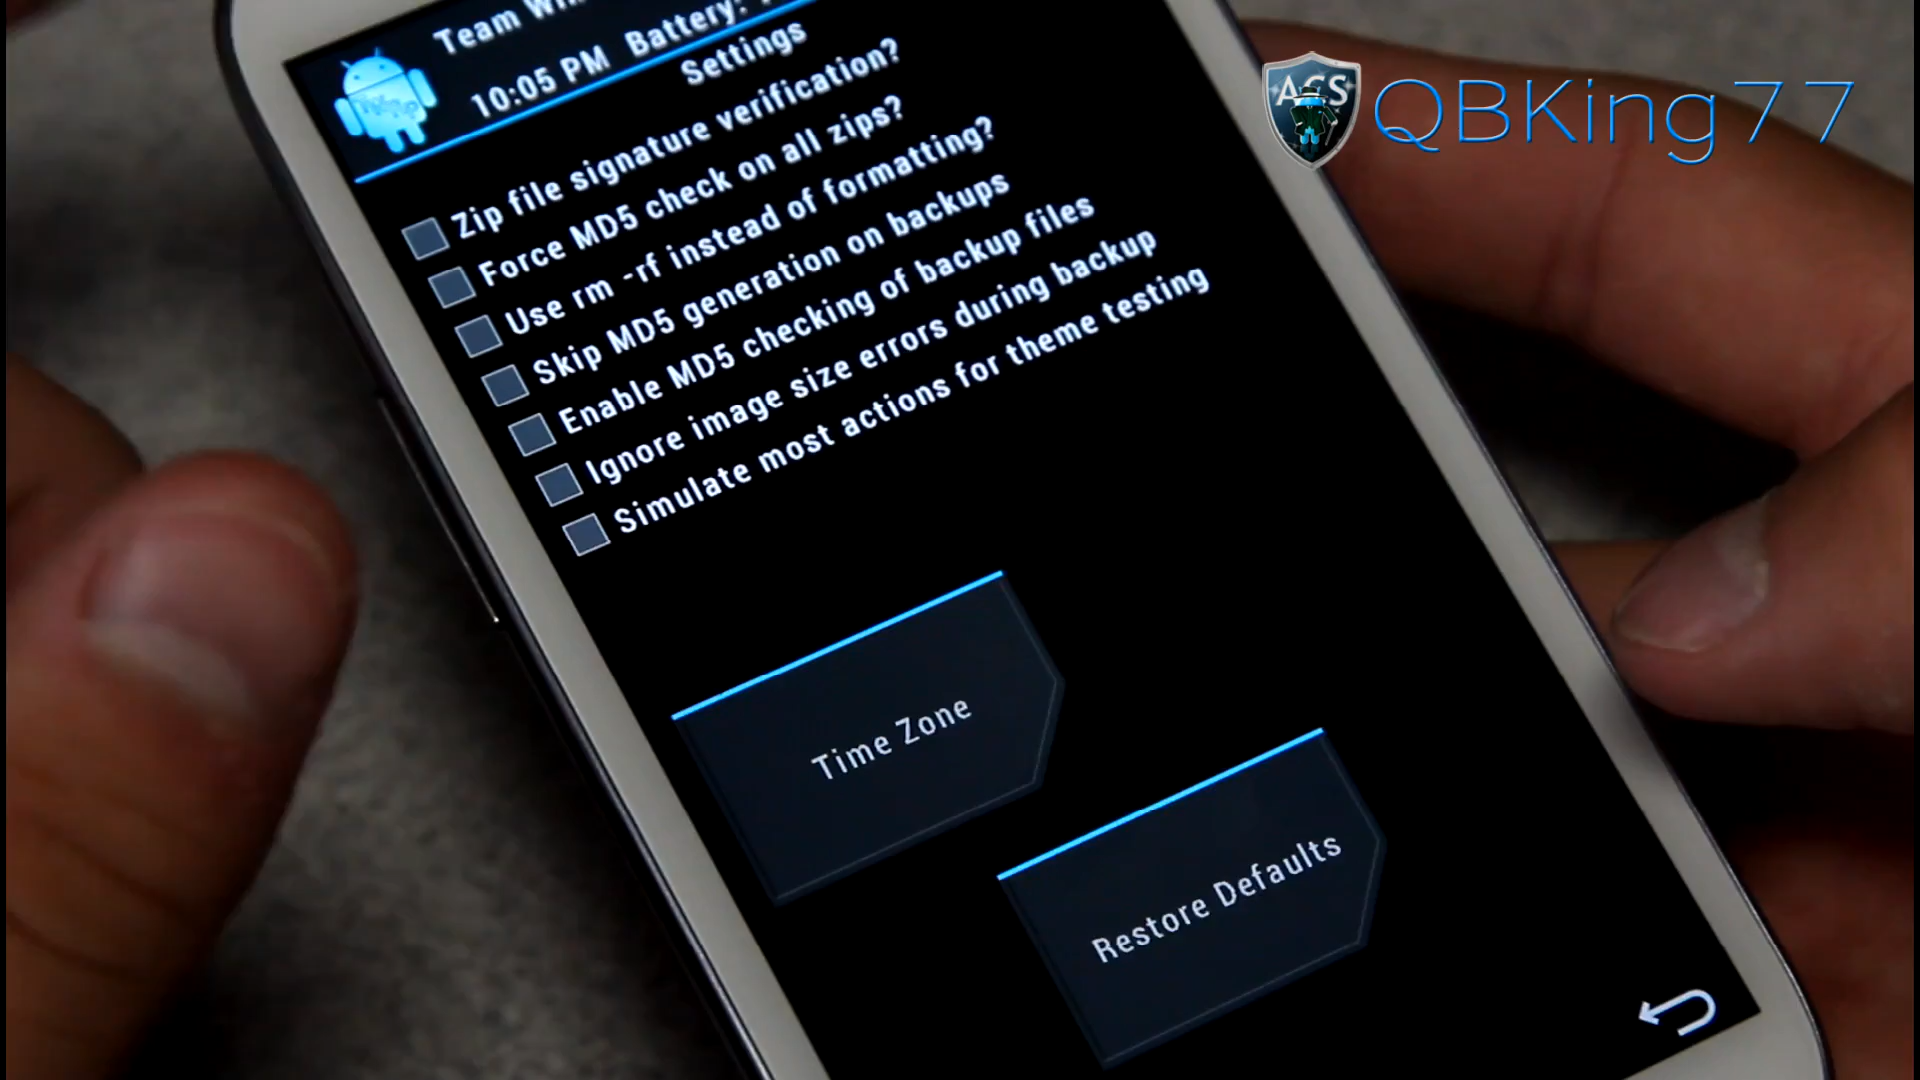 Team
10:05 PM Battery:
Settings
Zip file signature verification?
Force MD5 check on all zips?
Use rm -rf instead of formatting?
Skip MD5 generation on backups
Enable MD5 checking of backup files
Ignore image size errors during backup
Simulate most actions for theme testing
Time Zone
Restore Defaults
ACS
QBKing77